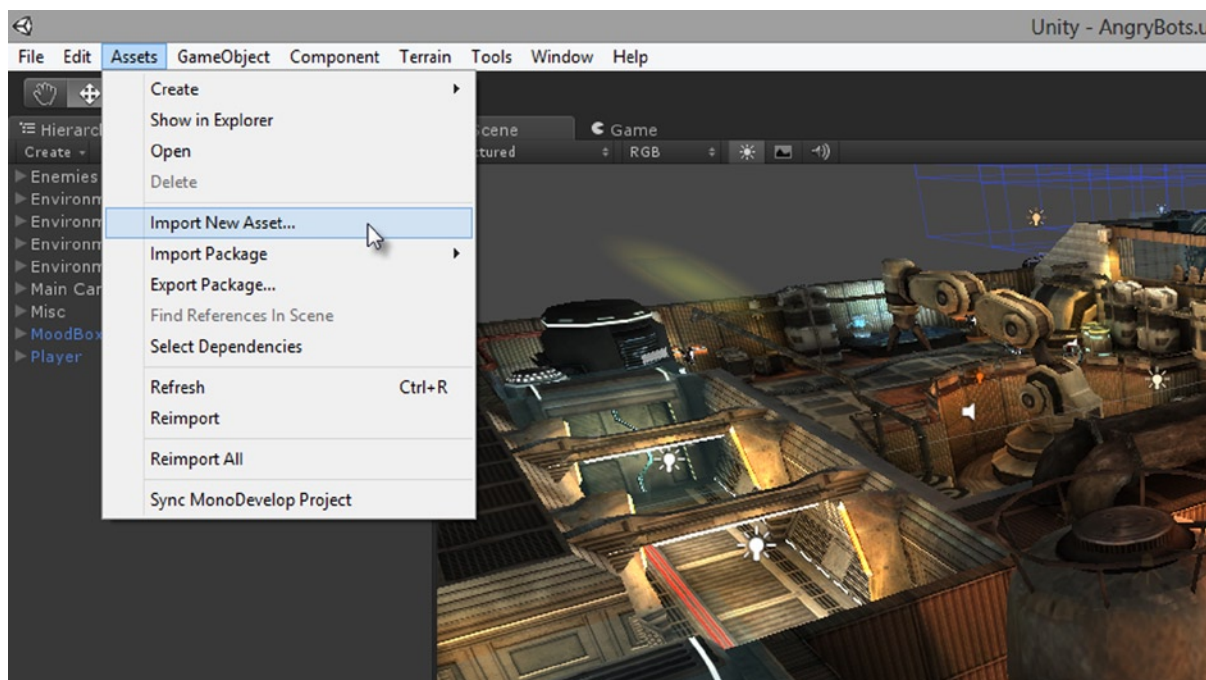 Unity - AngryBots.u
File Edit Assets GameObject Component Terrain Tools Window Help
Create
Show in Explorer
Open
Delete
Import New Asset...
Import Package
Export Package...
Find References In Scene
Select Dependencies
Refresh Ctrl+R
Reimport
Reimport All
Sync MonoDevelop Project
Hierarc
Create
Enemies
Environm
Environm
Environm
Environm
Main Car
Misc
MoodBox
Player
Scene Game
tured RGB